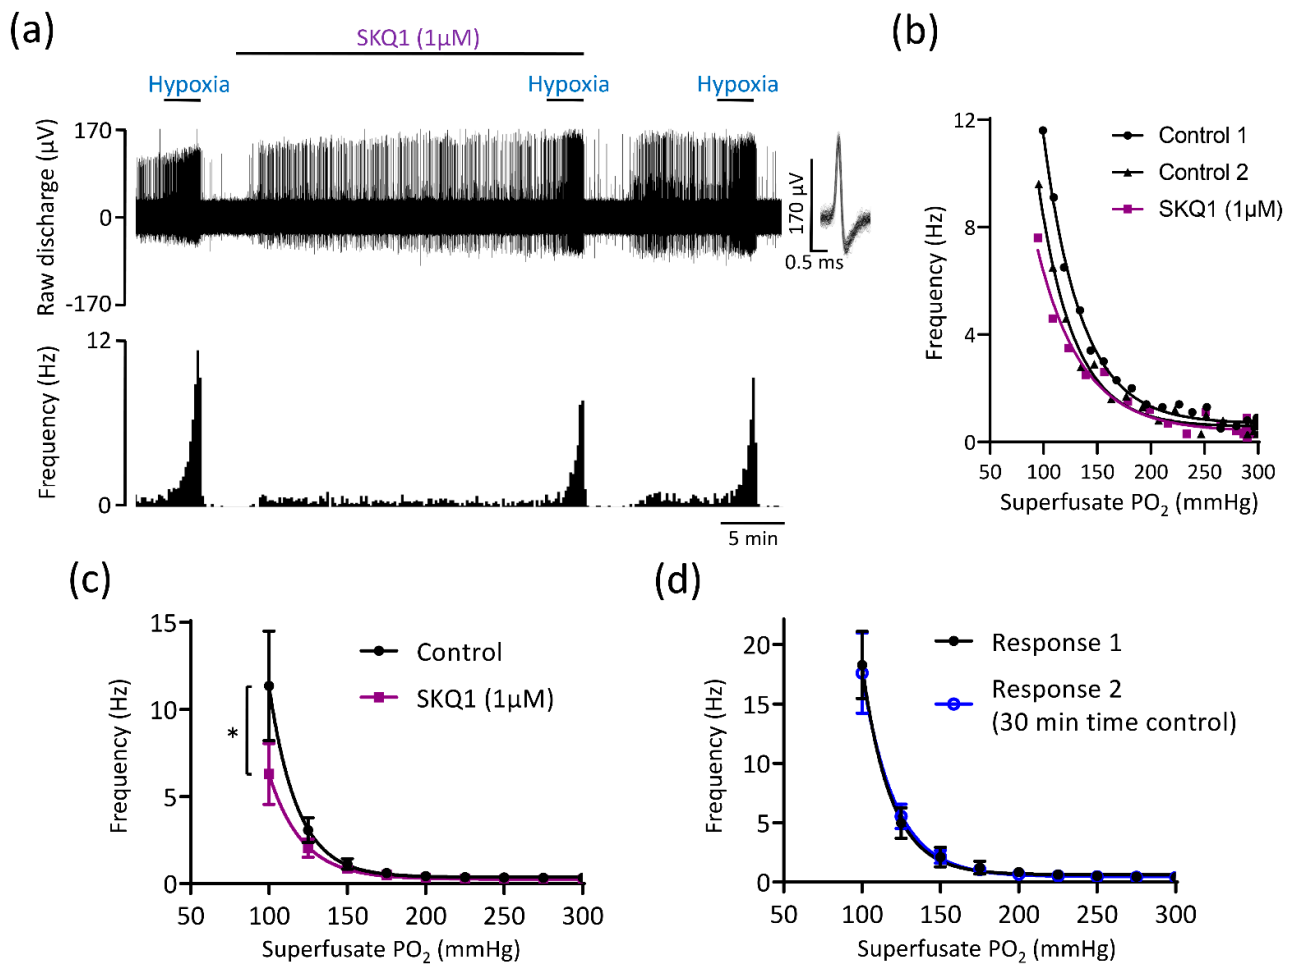 (a)
SKQ1 (1µM)
Hypoxia
Hypoxia
Hypoxia
Raw discharge (µV)
170
0
-170
170 µV
0.5 ms
Frequency (Hz)
12
0
5 min
(b)
Frequency (Hz)
12
8
4
0
Control 1
Control 2
SKQ1 (1µM)
50 100 150 200 250 300
Superfusate PO2 (mmHg)
(c)
Frequency (Hz)
15
10
5
0
*
Control
SKQ1 (1µM)
50 100 150 200 250 300
Superfusate PO2 (mmHg)
(d)
Frequency (Hz)
20
15
10
5
0
Response 1
Response 2
(30 min time control)
50 100 150 200 250 300
Superfusate PO2 (mmHg)